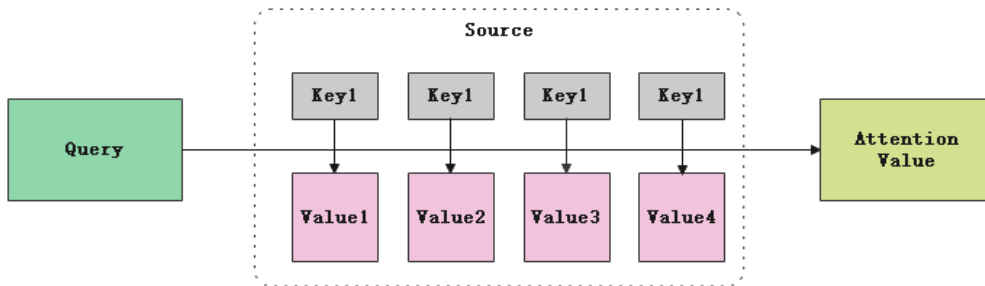 Source
Key1
Key1
Key1
Key1
Query
Attention
Value
Value1
Value2
Value3
Value4